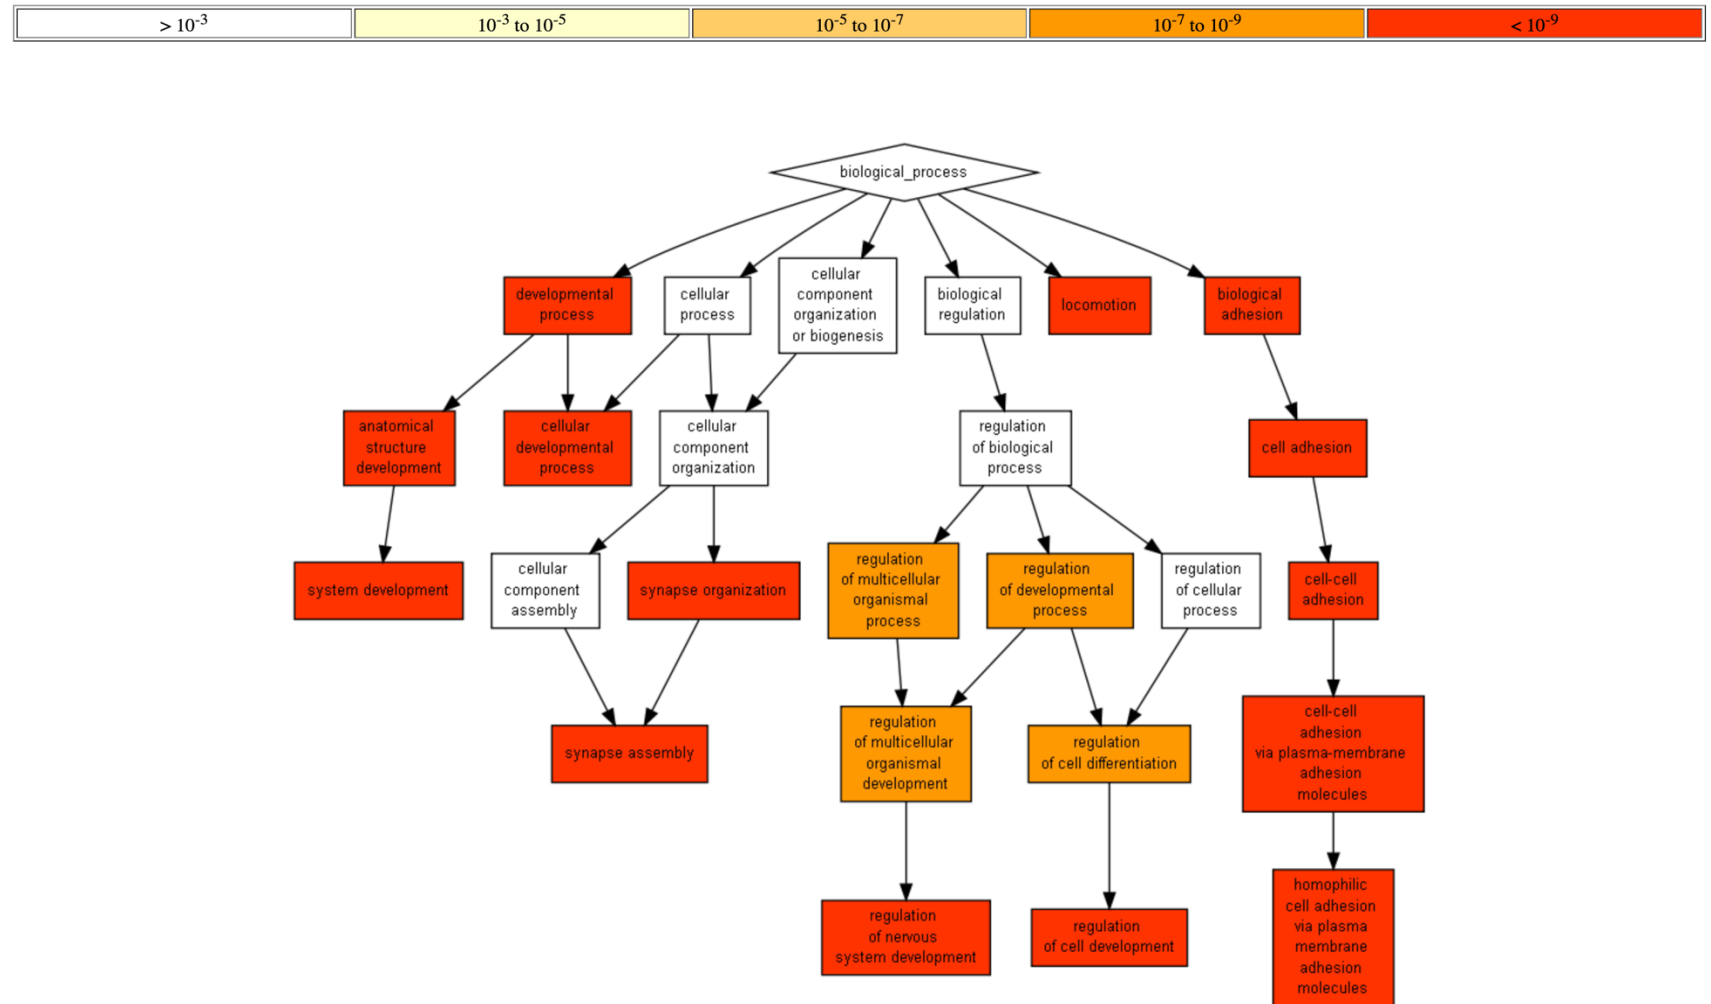 > 10-3
10-3 to 10-5
10-5 to 10-7
10-7 to 10-9
< 10-9
biological_process
developmental
process
cellular
process
cellular
component
organization
or biogenesis
biological
regulation
locomotion
biological
adhesion
anatomical
structure
development
cellular
developmental
process
cellular
component
organization
regulation
of biological
process
cell adhesion
system development
cellular
component
assembly
synapse organization
regulation
of multicellular
organismal
process
regulation
of developmental
process
regulation
of cellular
process
cell-cell
adhesion
synapse assembly
regulation
of multicellular
organismal
development
regulation
of cell differentiation
cell-cell
adhesion
via plasma-membrane
adhesion
molecules
regulation
of nervous
system development
regulation
of cell development
homophilic
cell adhesion
via plasma
membrane
adhesion
molecules